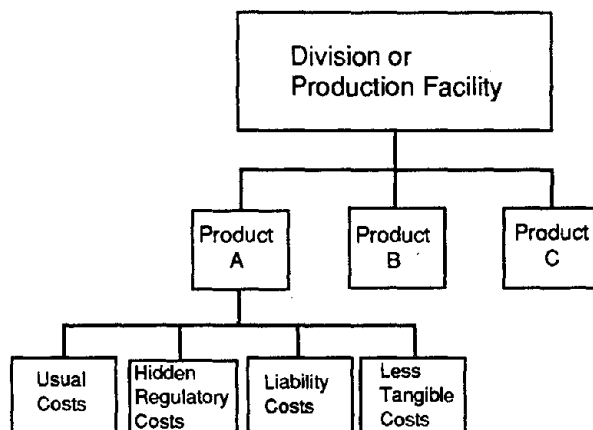 Division or
Production Facility
Product
A
Product
B
Product
C
Usual
Costs
Hidden
Regulatory
Costs
Liability
Costs
Less
Tangible
Costs